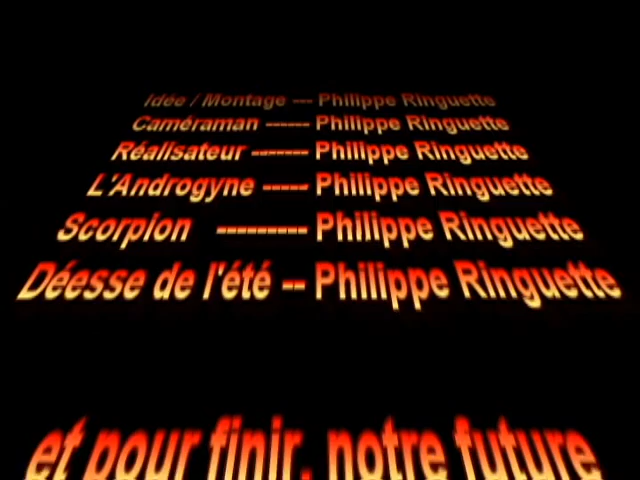 Idée / Montage --- Philippe Ringuette
Caméraman ------ Philippe Ringuette
Réalisateur ------- Philippe Ringuette
L'Androgyne ----- Philippe Ringuette
Scorpion --------- Philippe Ringuette
Déesse de l'été -- Philippe Ringuette
et pour finir, notre future